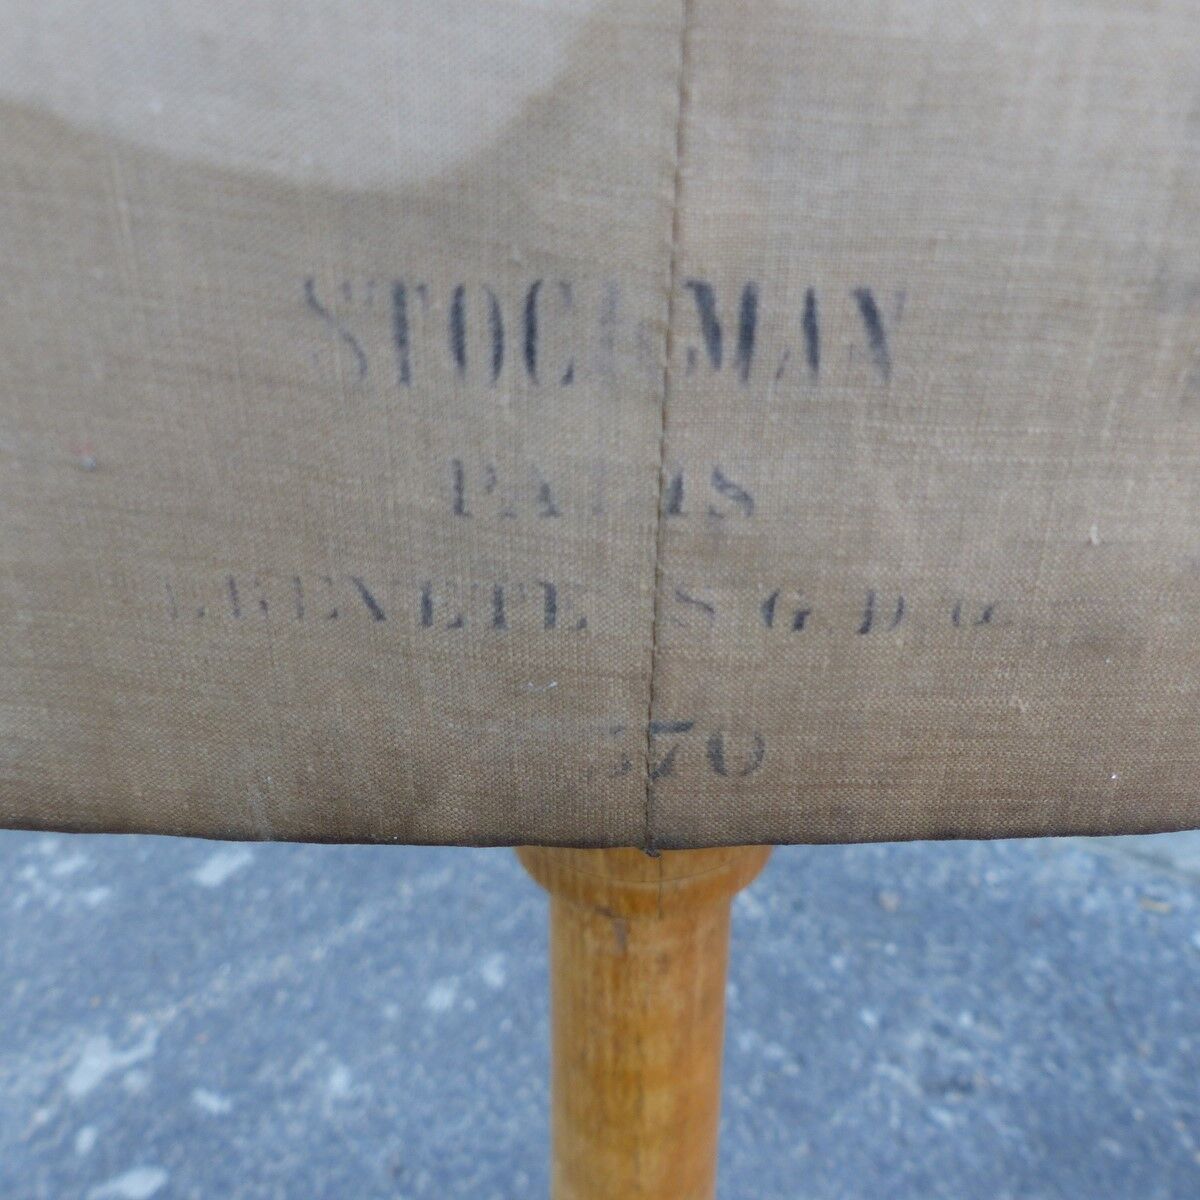 STOCKMAN
PARIS
BREVETE S.G.D.G.